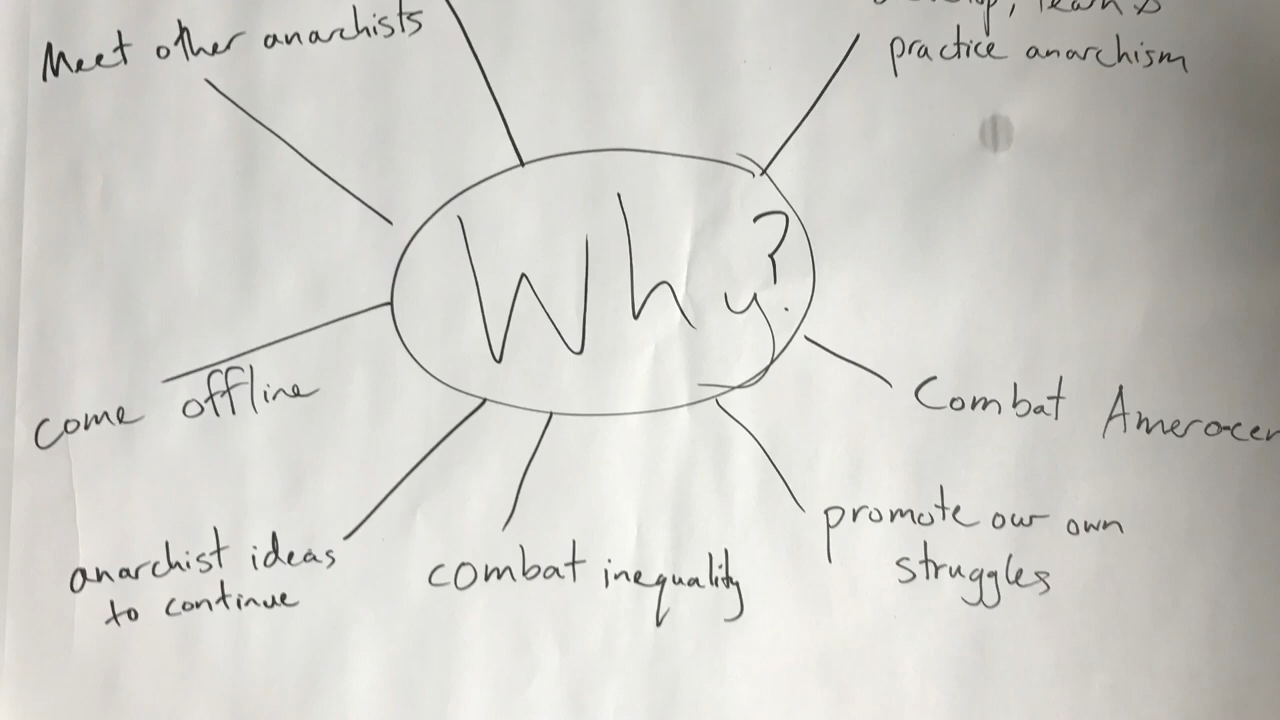 Meet other anarchists
learn &
practice anarchism
Why?
come offline
Combat
promote our own
struggles
anarchist ideas
to continue
combat inequality